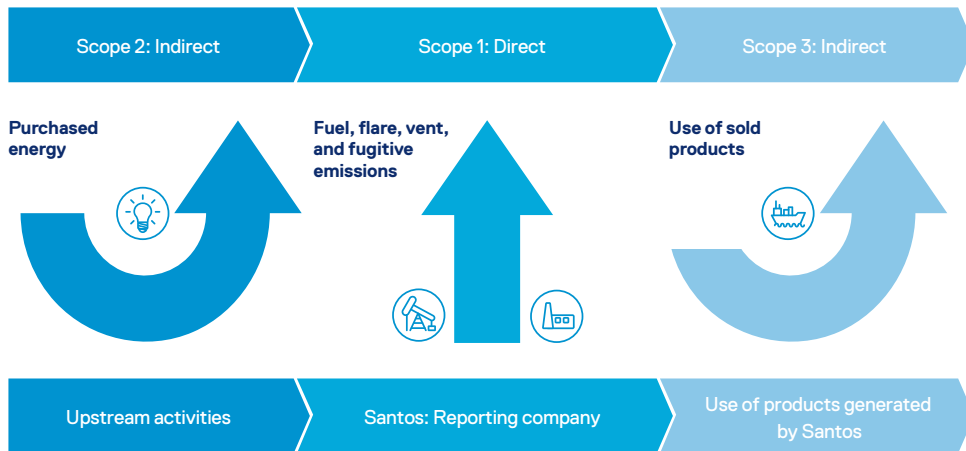 Scope 2: Indirect
Scope 1: Direct
Scope 3: Indirect
Purchased
energy
Fuel, flare, vent,
and fugitive
emissions
Use of sold
products
Upstream activities
Santos: Reporting company
Use of products generated
by Santos